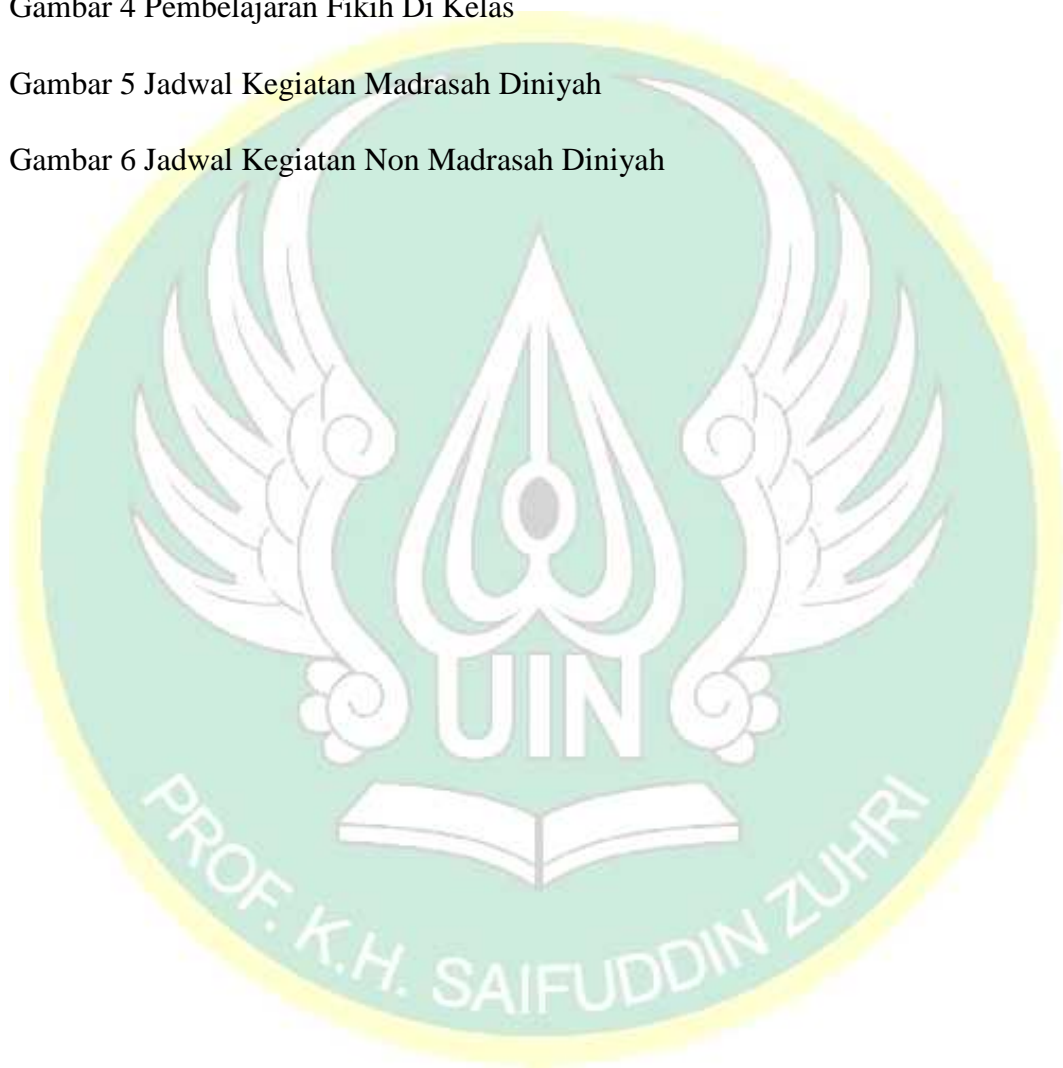 Gambar 4 Pembelajaran Fikih Di Kelas
Gambar 5 Jadwal Kegiatan Madrasah Diniyah
Gambar 6 Jadwal Kegiatan Non Madrasah Diniyah
UIN
PROF. K.H. SAIFUDDIN ZUHRI